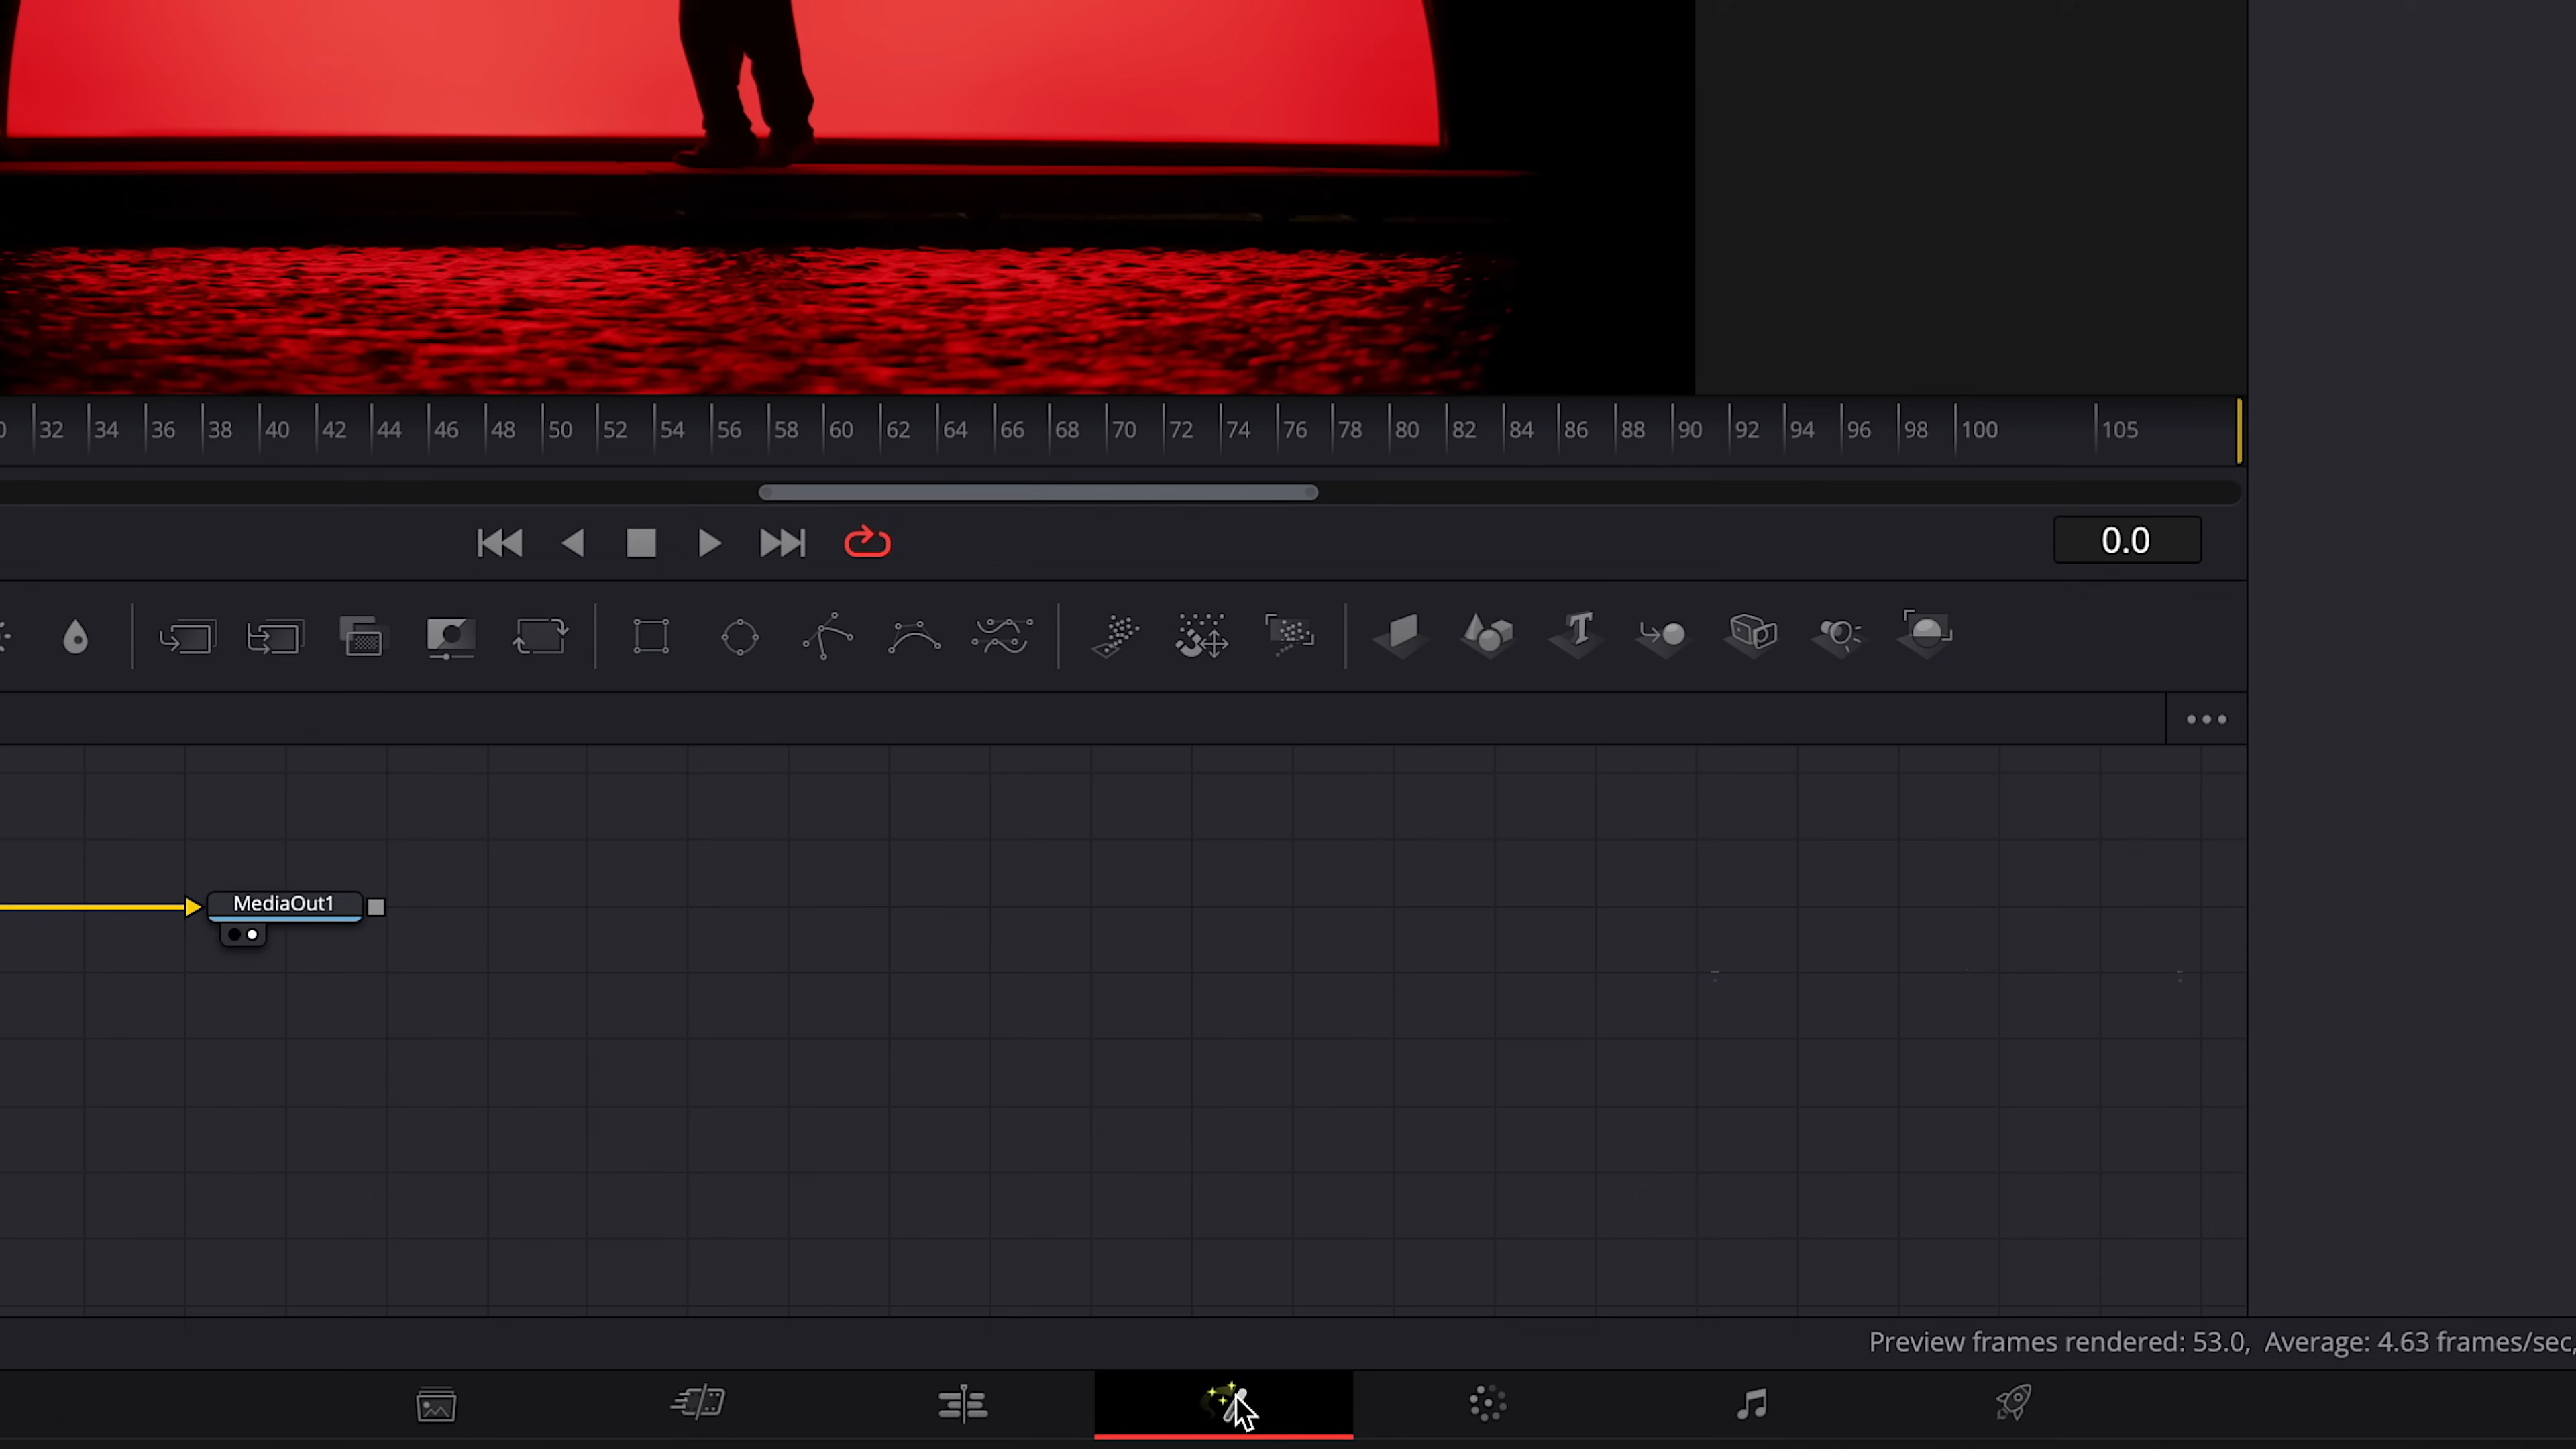 32 34 36 38 40 42 44 46 48 50 52 54 56 58 60 62 64 66 68 70 72 74 76 78 80 82 84 86 88 90 92 94 96 98 100 105
0.0
MediaOut1
Preview frames rendered: 53.0, Average: 4.63 frames/sec,